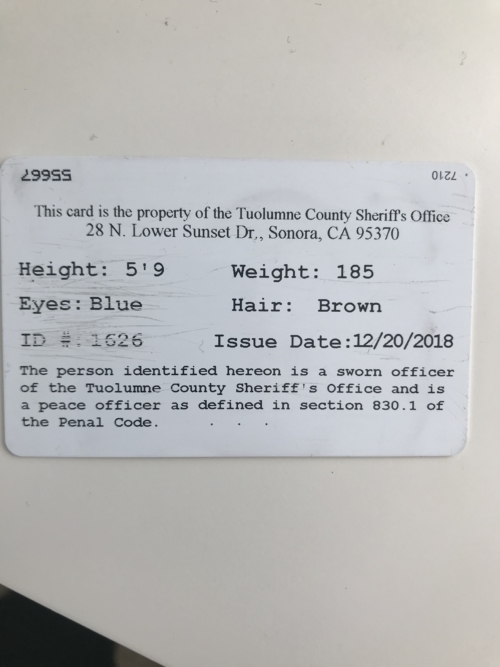 55667
7210
This card is the property of the Tuolumne County Sheriff's Office
28 N. Lower Sunset Dr., Sonora, CA 95370
Height: 5'9 Weight: 185
Eyes: Blue Hair: Brown
ID #: 1626 Issue Date:12/20/2018
The person identified hereon is a sworn officer
of the Tuolumne County Sheriff's Office and is
a peace officer as defined in section 830.1 of
the Penal Code.